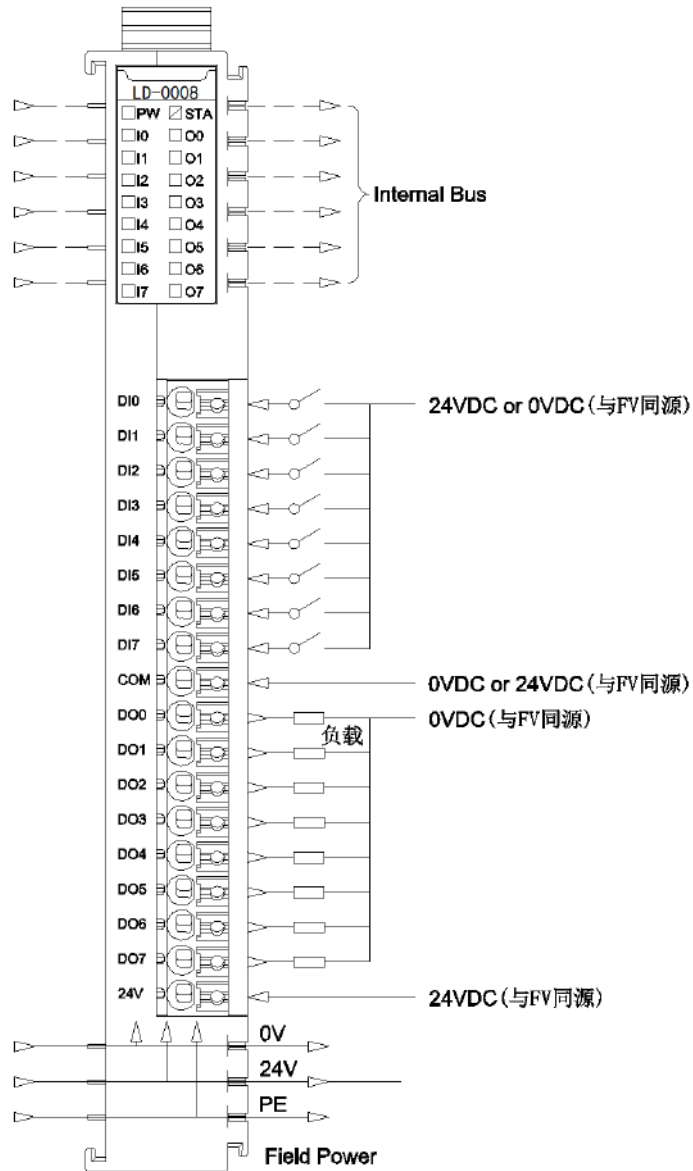 LD-0008
PW STA
I0 O0
I1 O1
I2 O2
I3 O3
I4 O4
I5 O5
I6 O6
I7 O7
Internal Bus
DI0
24VDC or 0VDC(与FV同源)
DI1
DI2
DI3
DI4
DI5
DI6
DI7
COM
0VDC or 24VDC(与FV同源)
DO0
0VDC(与FV同源)
负载
DO1
DO2
DO3
DO4
DO5
DO6
DO7
24V
24VDC(与FV同源)
0V
24V
PE
Field Power